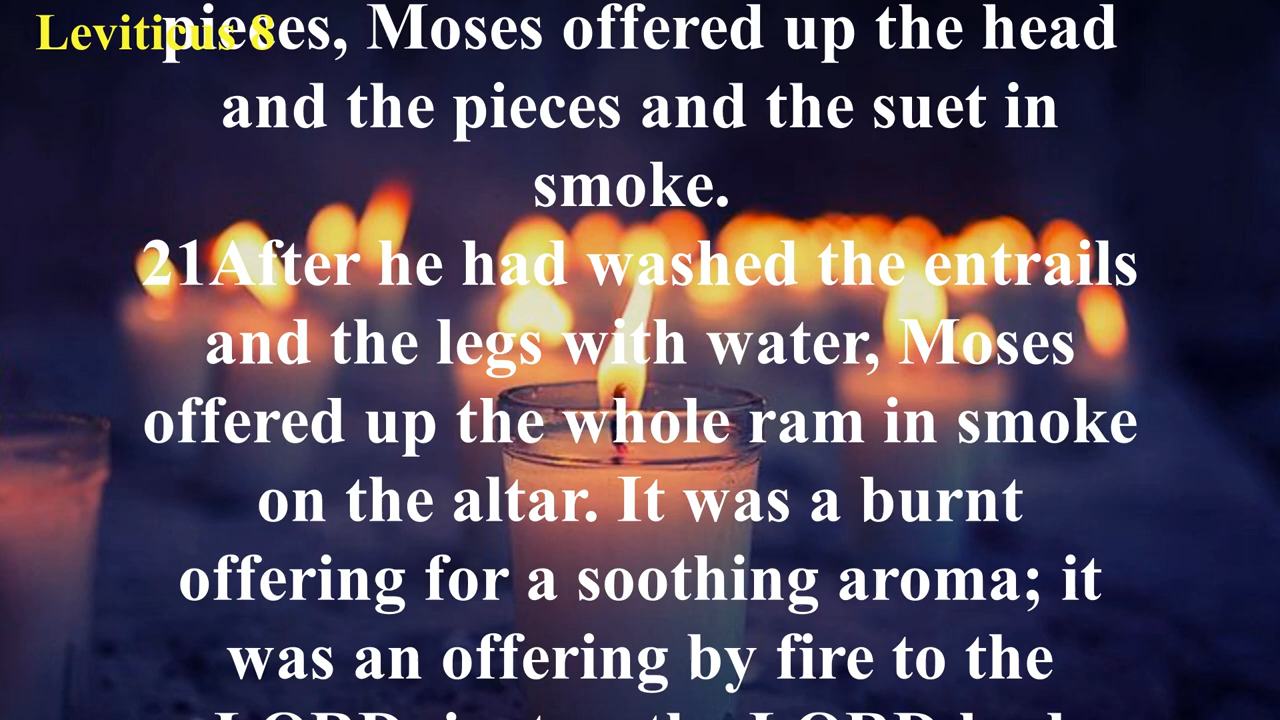 Leviticus 8
pieces, Moses offered up the head
and the pieces and the suet in
smoke.
21After he had washed the entrails
and the legs with water, Moses
offered up the whole ram in smoke
on the altar. It was a burnt
offering for a soothing aroma; it
was an offering by fire to the